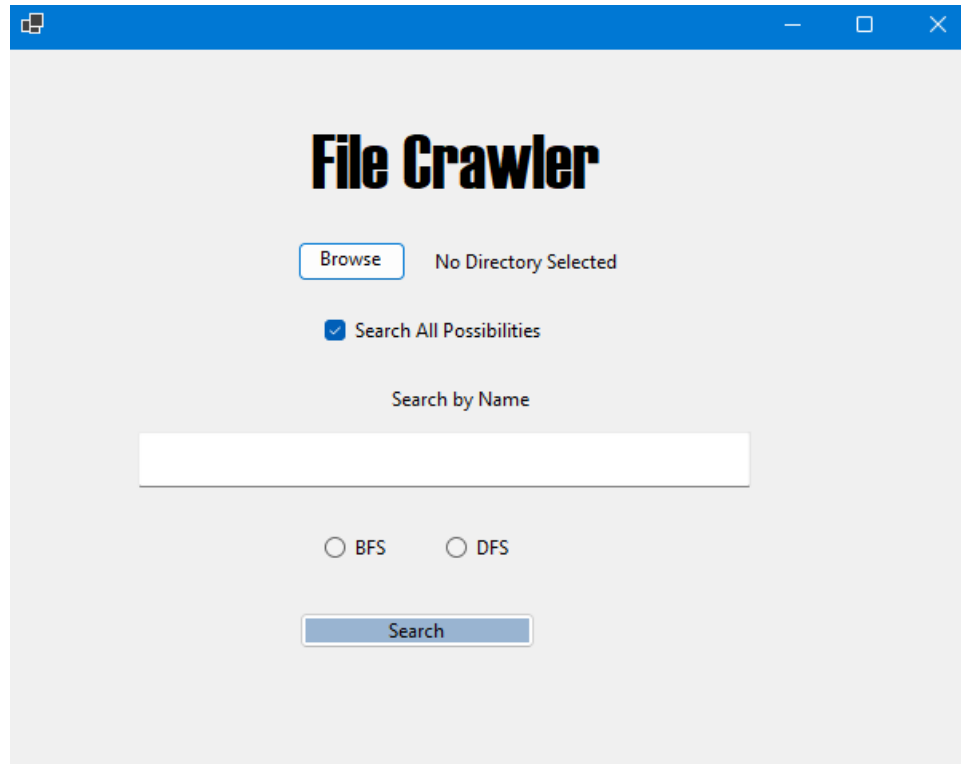 File Crawler
Browse No Directory Selected
Search All Possibilities
Search by Name
BFS DFS
Search